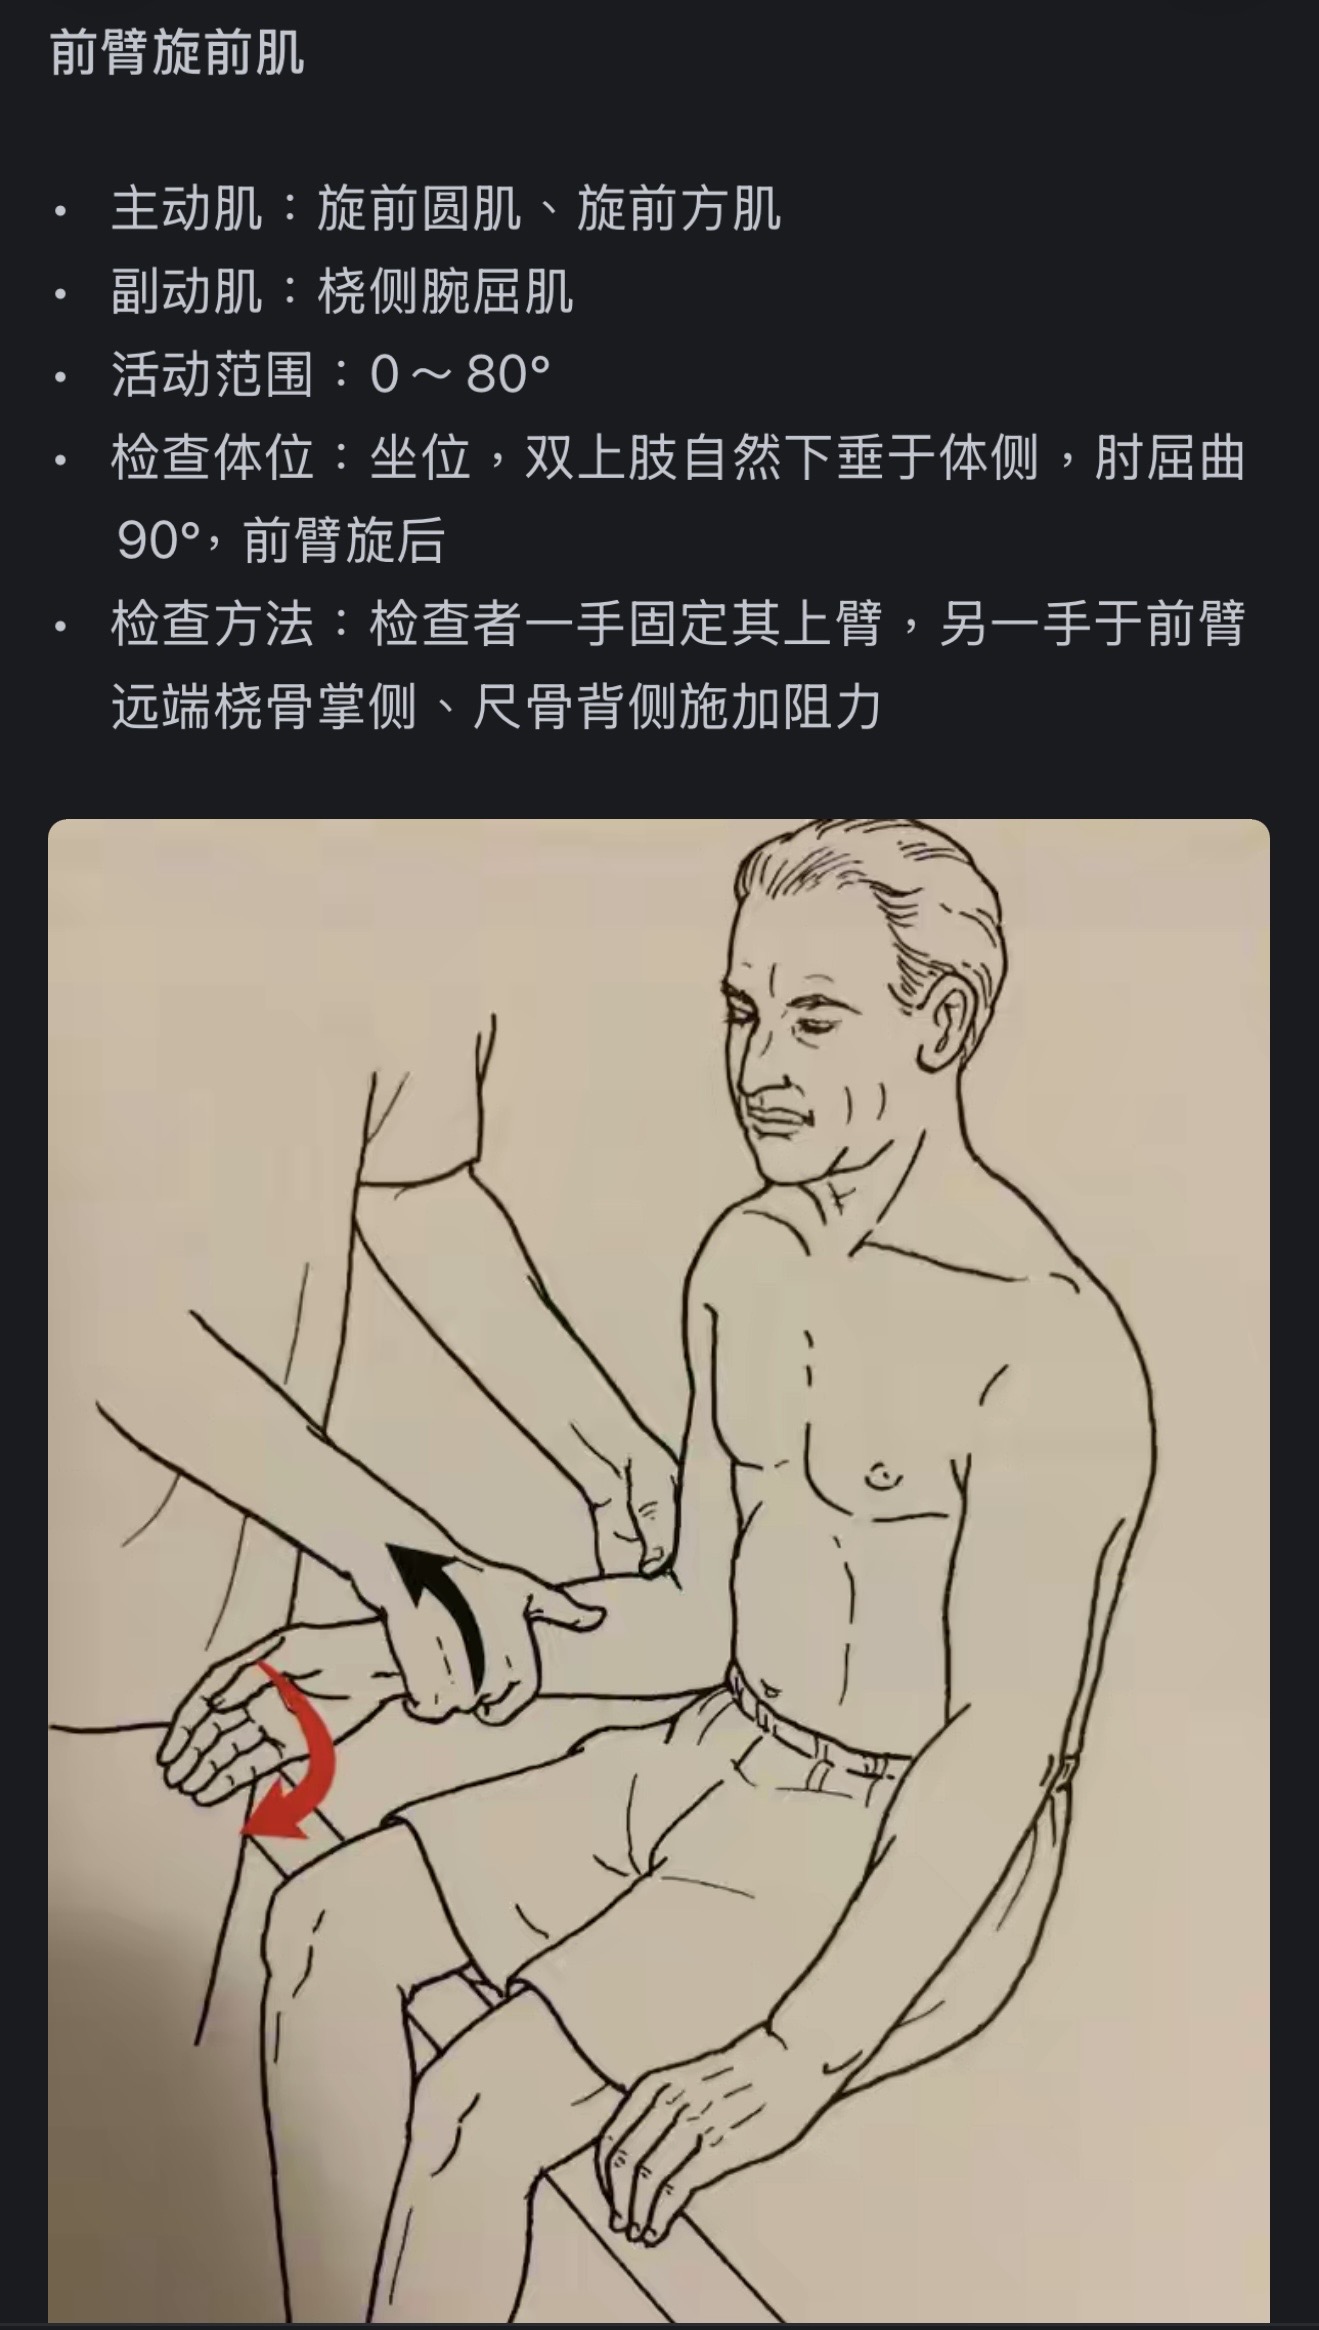 前臂旋前肌
• 主动肌：旋前圆肌、旋前方肌
• 副动肌：桡侧腕屈肌
• 活动范围：0～80°
• 检查体位：坐位，双上肢自然下垂于体侧，肘屈曲
90°，前臂旋后
• 检查方法：检查者一手固定其上臂，另一手于前臂
远端桡骨掌侧、尺骨背侧施加阻力